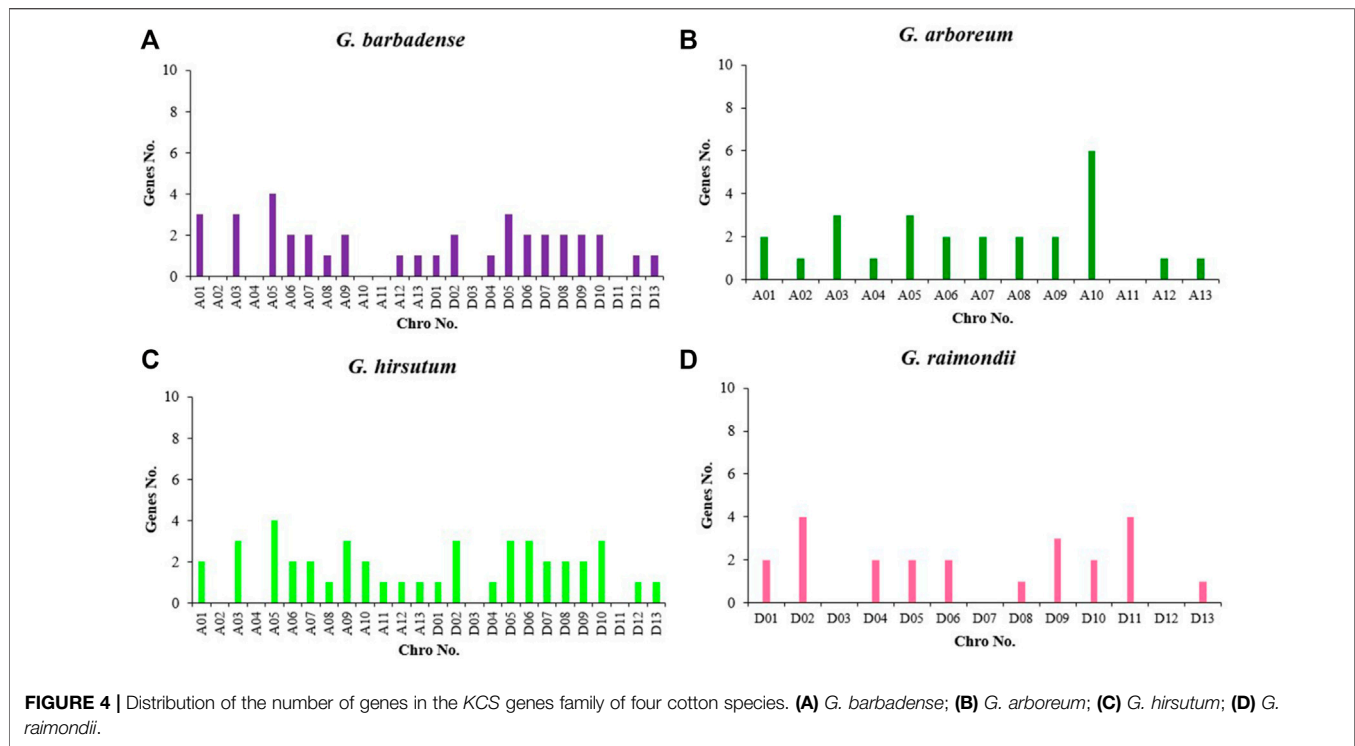 A
G. barbadense
10
8
6
4
2
0
Genes No.
A01 A02 A03 A04 A05 A06 A07 A08 A09 A10 A11 A12 A13 D01 D02 D03 D04 D05 D06 D07 D08 D09 D10 D11 D12 D13
Chro No.
B
G. arboreum
10
8
6
4
2
0
Genes No.
A01 A02 A03 A04 A05 A06 A07 A08 A09 A10 A11 A12 A13
Chro No.
C
G. hirsutum
10
8
6
4
2
0
Genes No.
A01 A02 A03 A04 A05 A06 A07 A08 A09 A10 A11 A12 A13 D01 D02 D03 D04 D05 D06 D07 D08 D09 D10 D11 D12 D13
Chro No.
D
G. raimondii
10
8
6
4
2
0
Genes No.
D01 D02 D03 D04 D05 D06 D07 D08 D09 D10 D11 D12 D13
Chro No.
FIGURE 4 | Distribution of the number of genes in the KCS genes family of four cotton species. (A) G. barbadense; (B) G. arboreum; (C) G. hirsutum; (D) G.
raimondii.